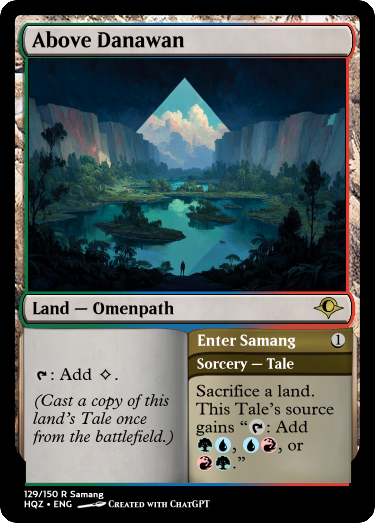 Above Danawan
Land — Omenpath
Enter Samang 1
Sorcery — Tale
: Add .
(Cast a copy of this
land's Tale once
from the battlefield.)
Sacrifice a land.
This Tale's source
gains “: Add
, , or
.”
129/150 R Samang
HQZ • ENG Created with ChatGPT